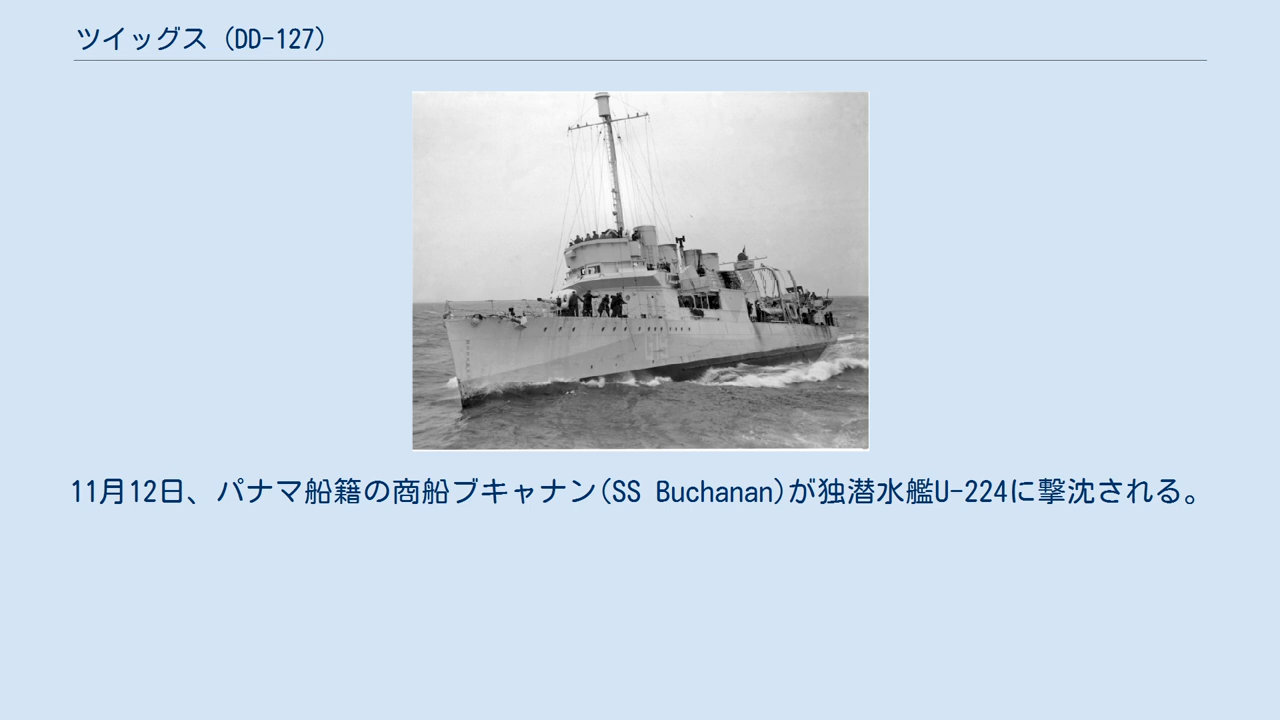 ツイッグス（DD-127）
11月12日、パナマ船籍の商船ブキャナン(SS Buchanan)が独潜水艦U-224に撃沈される。